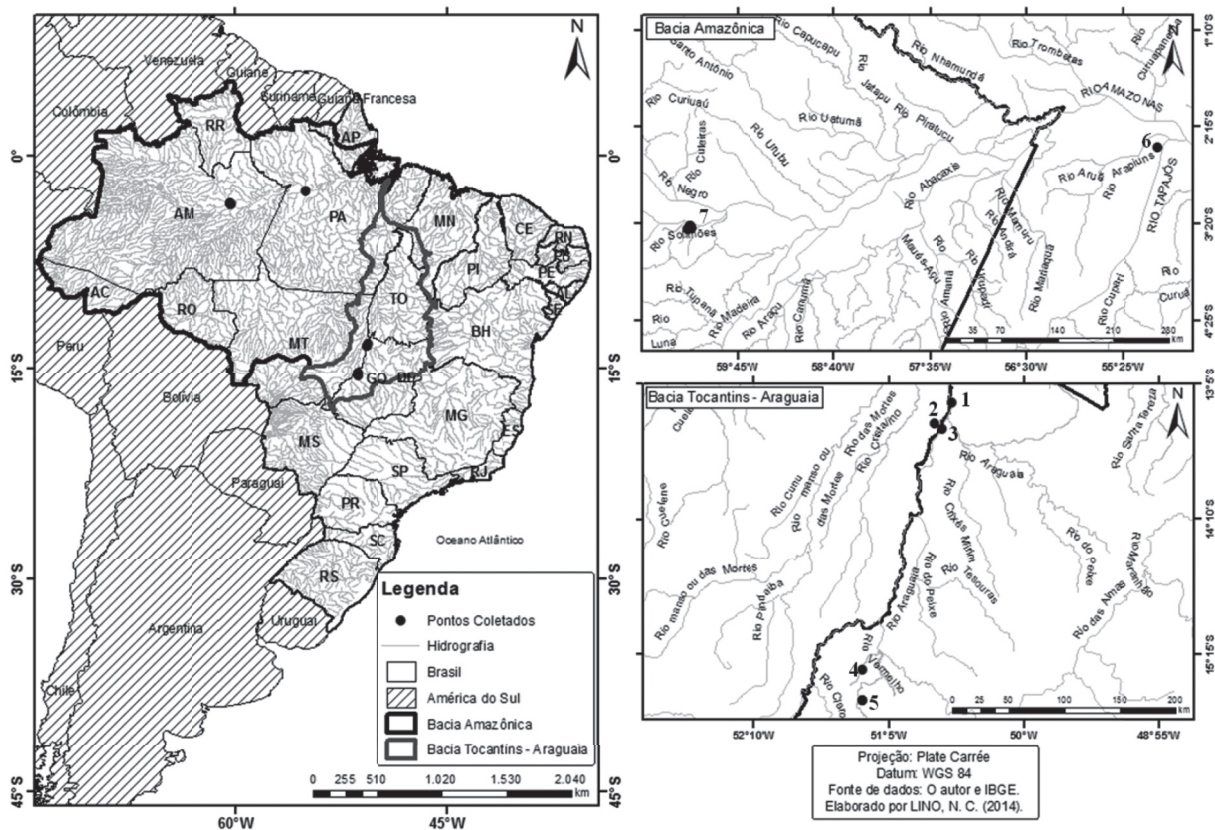 N
Venezuela
Guiane
Suriname
Guiana Francesa
Colômbia
RR
AP
0°
AM
PA
MN
CE
RN
PI
PE
AC
RO
TO
SE
BH
Peru
MT
15°S
GO
Bolívia
MG
ES
MS
SP
RJ
Paraguai
PR
SC
Oceano Atlântico
30°S
RS
Uruguai
Argentina
Chile
45°S
60°W
45°W
Legenda
Pontos Coletados
Hidrografia
Brasil
América do Sul
Bacia Amazônica
Bacia Tocantins - Araguaia
0 255 510 1.020 1.530 2.040
km
Bacia Amazônica
N
Rio Capucapu
Santo Antônio
Rio Nhamundá
Rio Trombetas
Rio Curuapanema
1°10'S
Rio Curiuaú
Rio Jatapu
RIO AMAZONAS
Rio Cuieiras
Rio Uatumã
Rio Piratucu
2°15'S
Rio Urubu
6
Rio Negro
Rio Abacaxis
Rio Aruã
Rio Arapiuns
7
Rio Solimões
RIO TAPAJÓS
3°20'S
Rio Mamuru
Rio Andirá
Maués-Açu
Rio
Rio Mariaquã
Rio Tupanã
Rio Madeira
Rio Araçu
Rio Canumã
Rio Amanã
Rio Cupari
Rio
Curuá
Luna
4°25'S
0 35 70 140 210 280
km
59°45'W
58°40'W
57°34'W
56°30'W
55°25'W
Bacia Tocantins - Araguaia
13°5'S
N
1
2
3
Rio das Mortes
Rio Cristalino
Rio manso ou
das Mortes
Rio Cunu
Rio Culuene
Rio Araguaia
Rio Santa Tereza
Rio Crixás Mirim
14°10'S
Rio do Peixe
Rio Maranhão
Rio manso ou das Mortes
Rio Pindaíba
Rio Araguaia
Rio do Peixe
Rio Tesouras
Rio das Almas
Rio Vermelho
4
15°15'S
Rio Claro
5
0 25 50 100 150 200
km
52°10'W
51°5'W
50°W
48°55'W
Projeção: Plate Carrée
Datum: WGS 84
Fonte de dados: O autor e IBGE.
Elaborado por LINO, N. C. (2014).